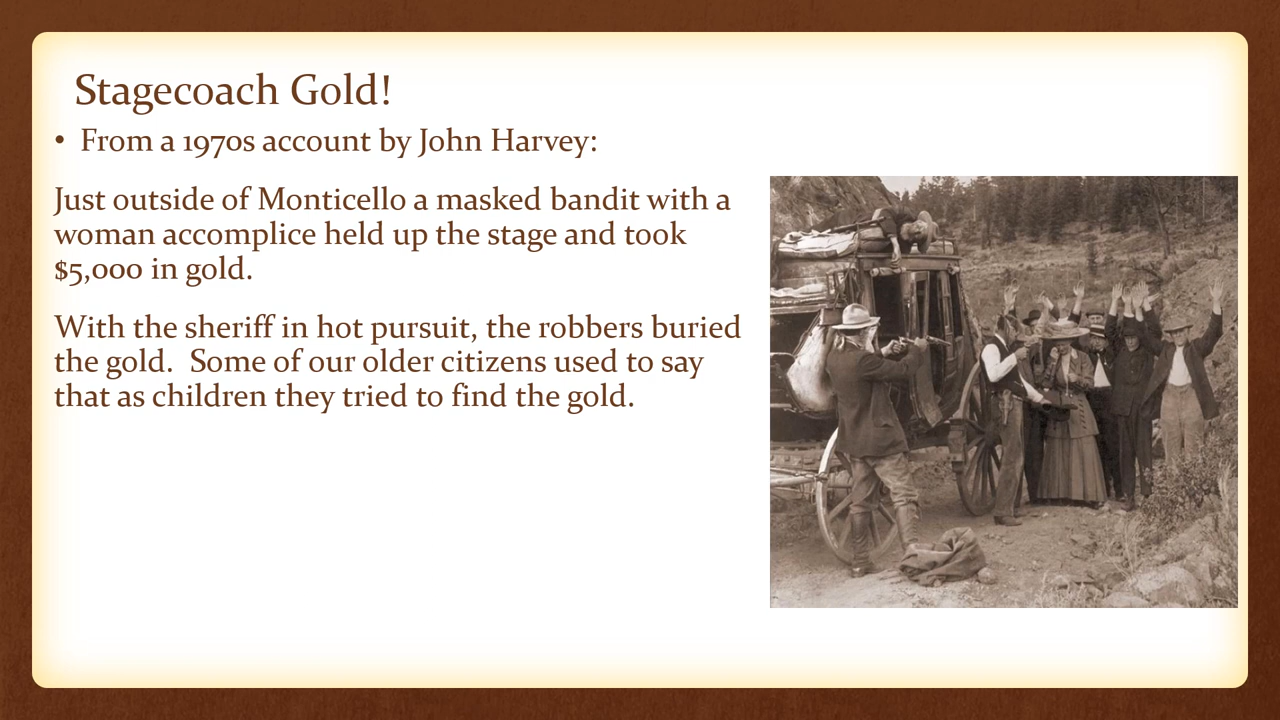 Stagecoach Gold!
• From a 1970s account by John Harvey:
Just outside of Monticello a masked bandit with a
woman accomplice held up the stage and took
$5,000 in gold.
With the sheriff in hot pursuit, the robbers buried
the gold.  Some of our older citizens used to say
that as children they tried to find the gold.